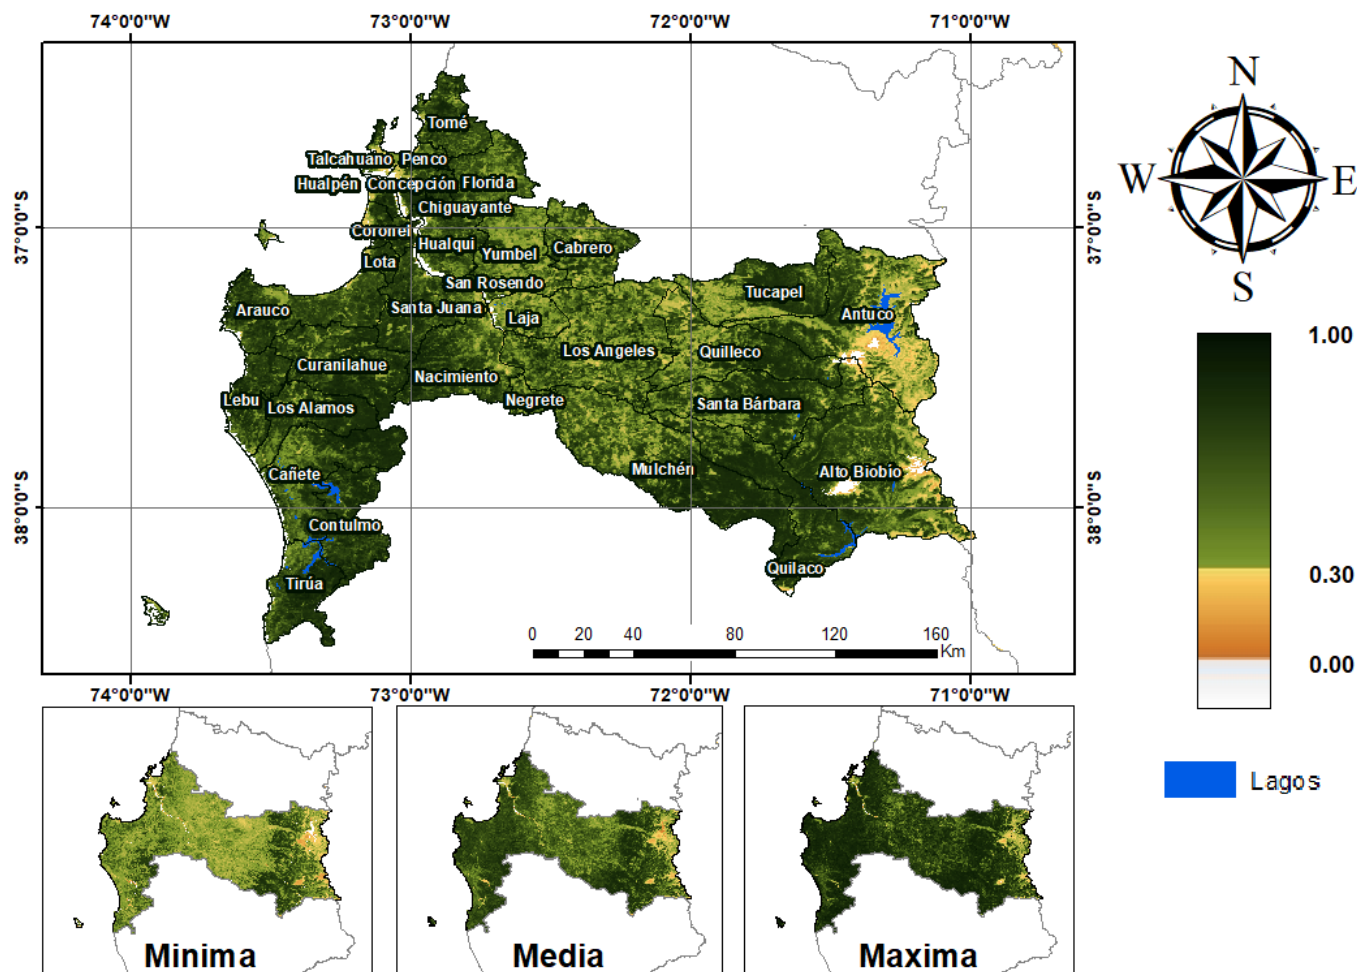 74°0'0"W 73°0'0"W 72°0'0"W 71°0'0"W
N
W E
S
37°0'0"S
37°0'0"S
38°0'0"S
38°0'0"S
Tomé
Talcahuano Penco
Hualpén Concepción Florida
Chiguayante
Coronel
Hualqui
Yumbel Cabrero
Lota
San Rosendo
Tucapel
Arauco
Santa Juana
Laja
Antuco
Los Angeles
Quilleco
Curanilahue
Nacimiento
Lebu
Los Alamos
Negrete
Santa Bárbara
Cañete
Mulchén
Alto Biobio
Contulmo
Quilaco
Tirúa
0 20 40 80 120 160
Km
74°0'0"W 73°0'0"W 72°0'0"W 71°0'0"W
1.00
0.30
0.00
Lagos
Minima
Media
Maxima